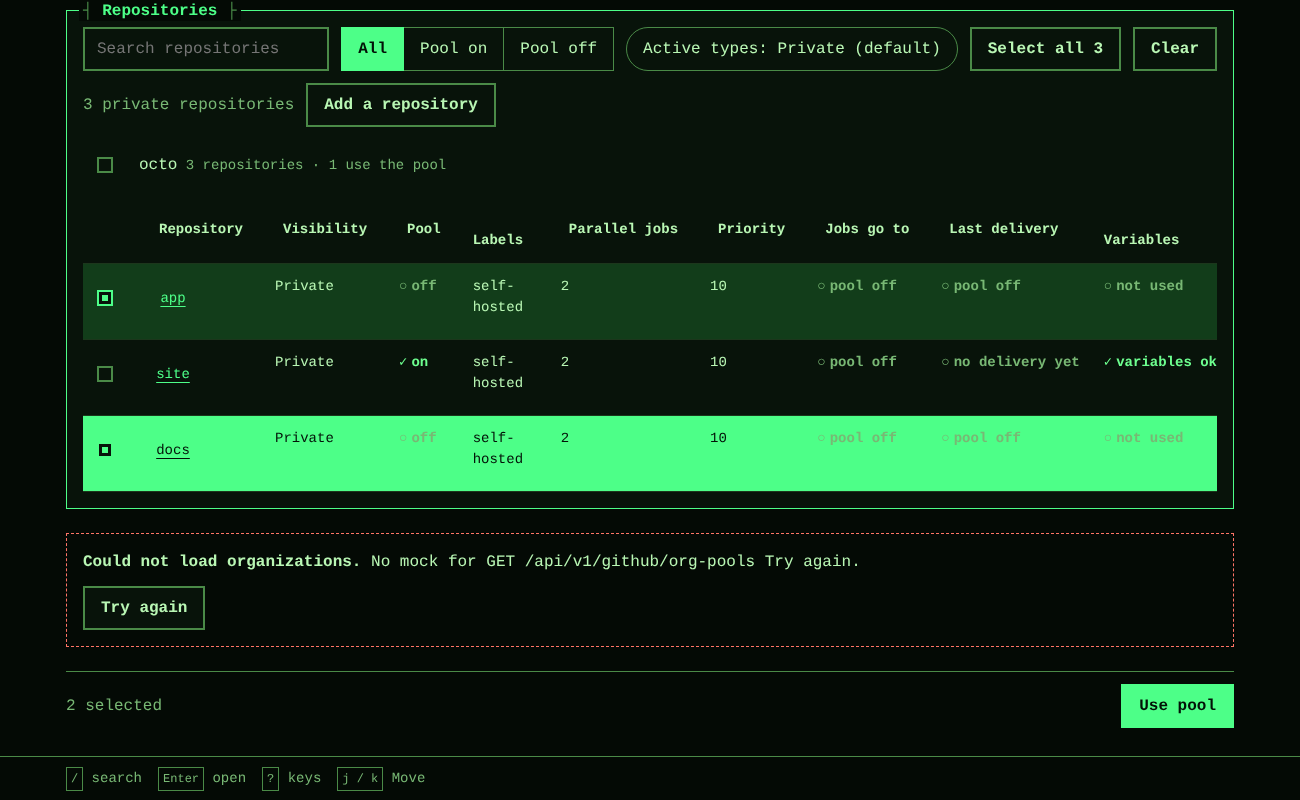 Repositories
Search repositories All Pool on Pool off Active types: Private (default) Select all 3 Clear
3 private repositories Add a repository
octo 3 repositories · 1 use the pool
Repository Visibility Pool Labels Parallel jobs Priority Jobs go to Last delivery Variables
app Private ○ off self-hosted 2 10 ○ pool off ○ pool off ○ not used
site Private ✓ on self-hosted 2 10 ○ pool off ○ no delivery yet ✓ variables ok
docs Private ○ off self-hosted 2 10 ○ pool off ○ pool off ○ not used
Could not load organizations. No mock for GET /api/v1/github/org-pools Try again.
Try again
2 selected Use pool
/ search Enter open ? keys j / k Move